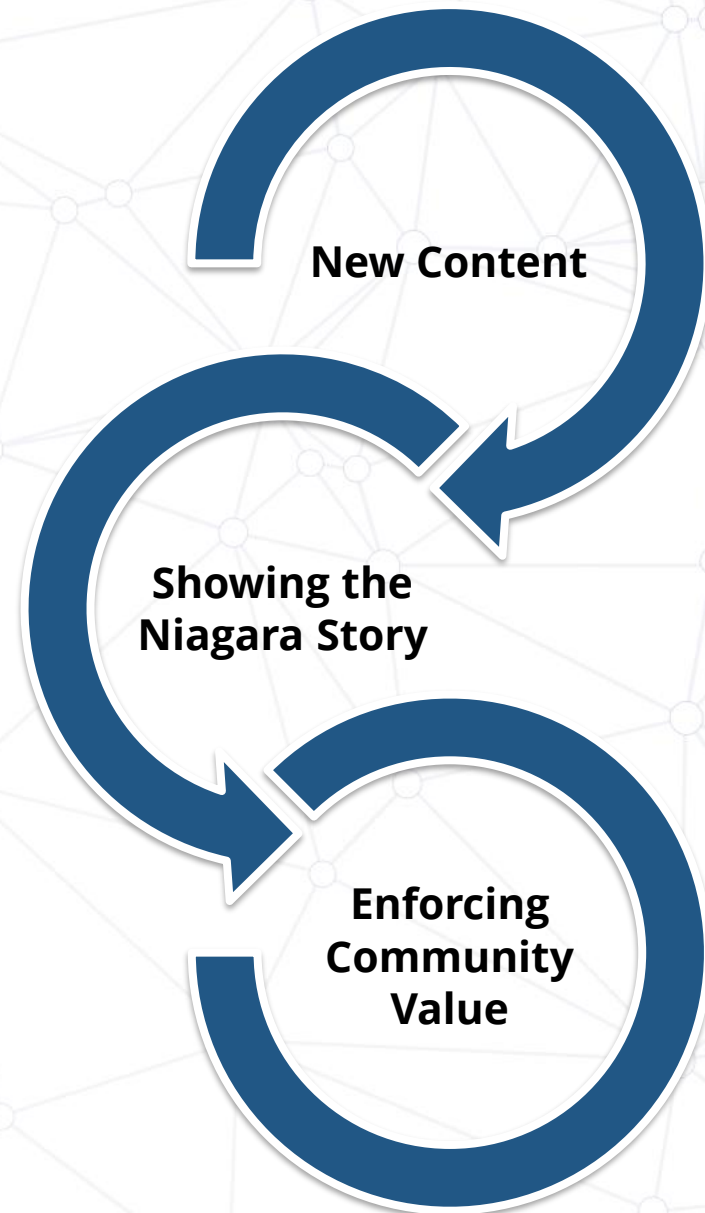 New Content
Showing the
Niagara Story
Enforcing
Community
Value